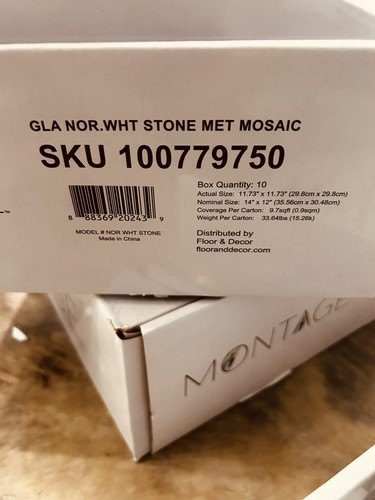 GLA NOR.WHT STONE MET MOSAIC
SKU 100779750
Box Quantity: 10
Actual Size: 11.73" x 11.73" (29.8cm x 29.8cm)
Nominal Size: 14" x 12" (35.56cm x 30.48cm)
Coverage Per Carton: 9.7sqft (0.9sqm)
Weight Per Carton: 33.64lbs (15.26k)
8 88369 20243 9
MODEL # NOR.WHT STONE
Made in China
Distributed by
Floor & Decor
flooranddecor.com
™
MONTAGE